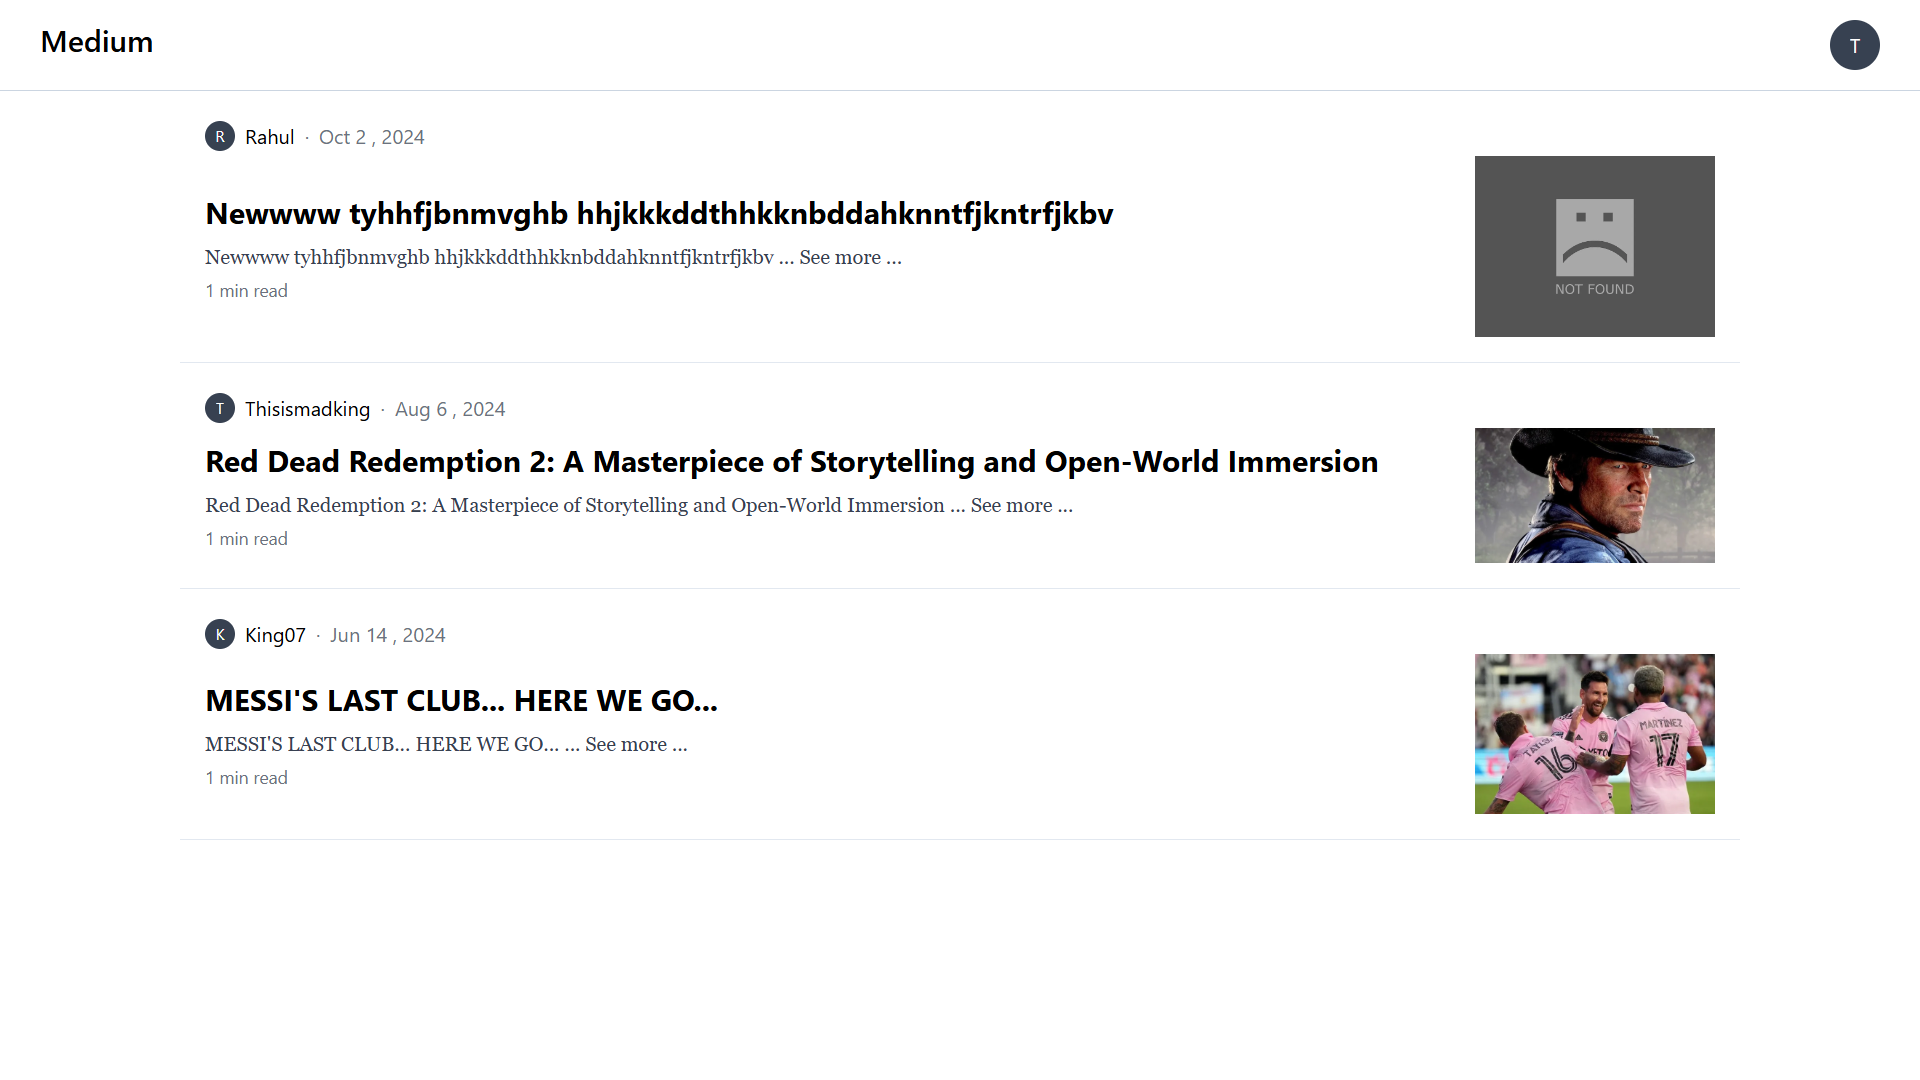 Medium
T
R Rahul · Oct 2 , 2024
Newwww tyhhfjbnmvghb hhjkkkddthhkknbddahknntfjkntrfjkbv
Newwww tyhhfjbnmvghb hhjkkkddthhkknbddahknntfjkntrfjkbv ... See more ...
1 min read
NOT FOUND
T Thisismadking · Aug 6 , 2024
Red Dead Redemption 2: A Masterpiece of Storytelling and Open-World Immersion
Red Dead Redemption 2: A Masterpiece of Storytelling and Open-World Immersion ... See more ...
1 min read
K King07 · Jun 14 , 2024
MESSI'S LAST CLUB... HERE WE GO...
MESSI'S LAST CLUB... HERE WE GO... ... See more ...
1 min read
MARTÍNEZ
17
TAYLOR
16